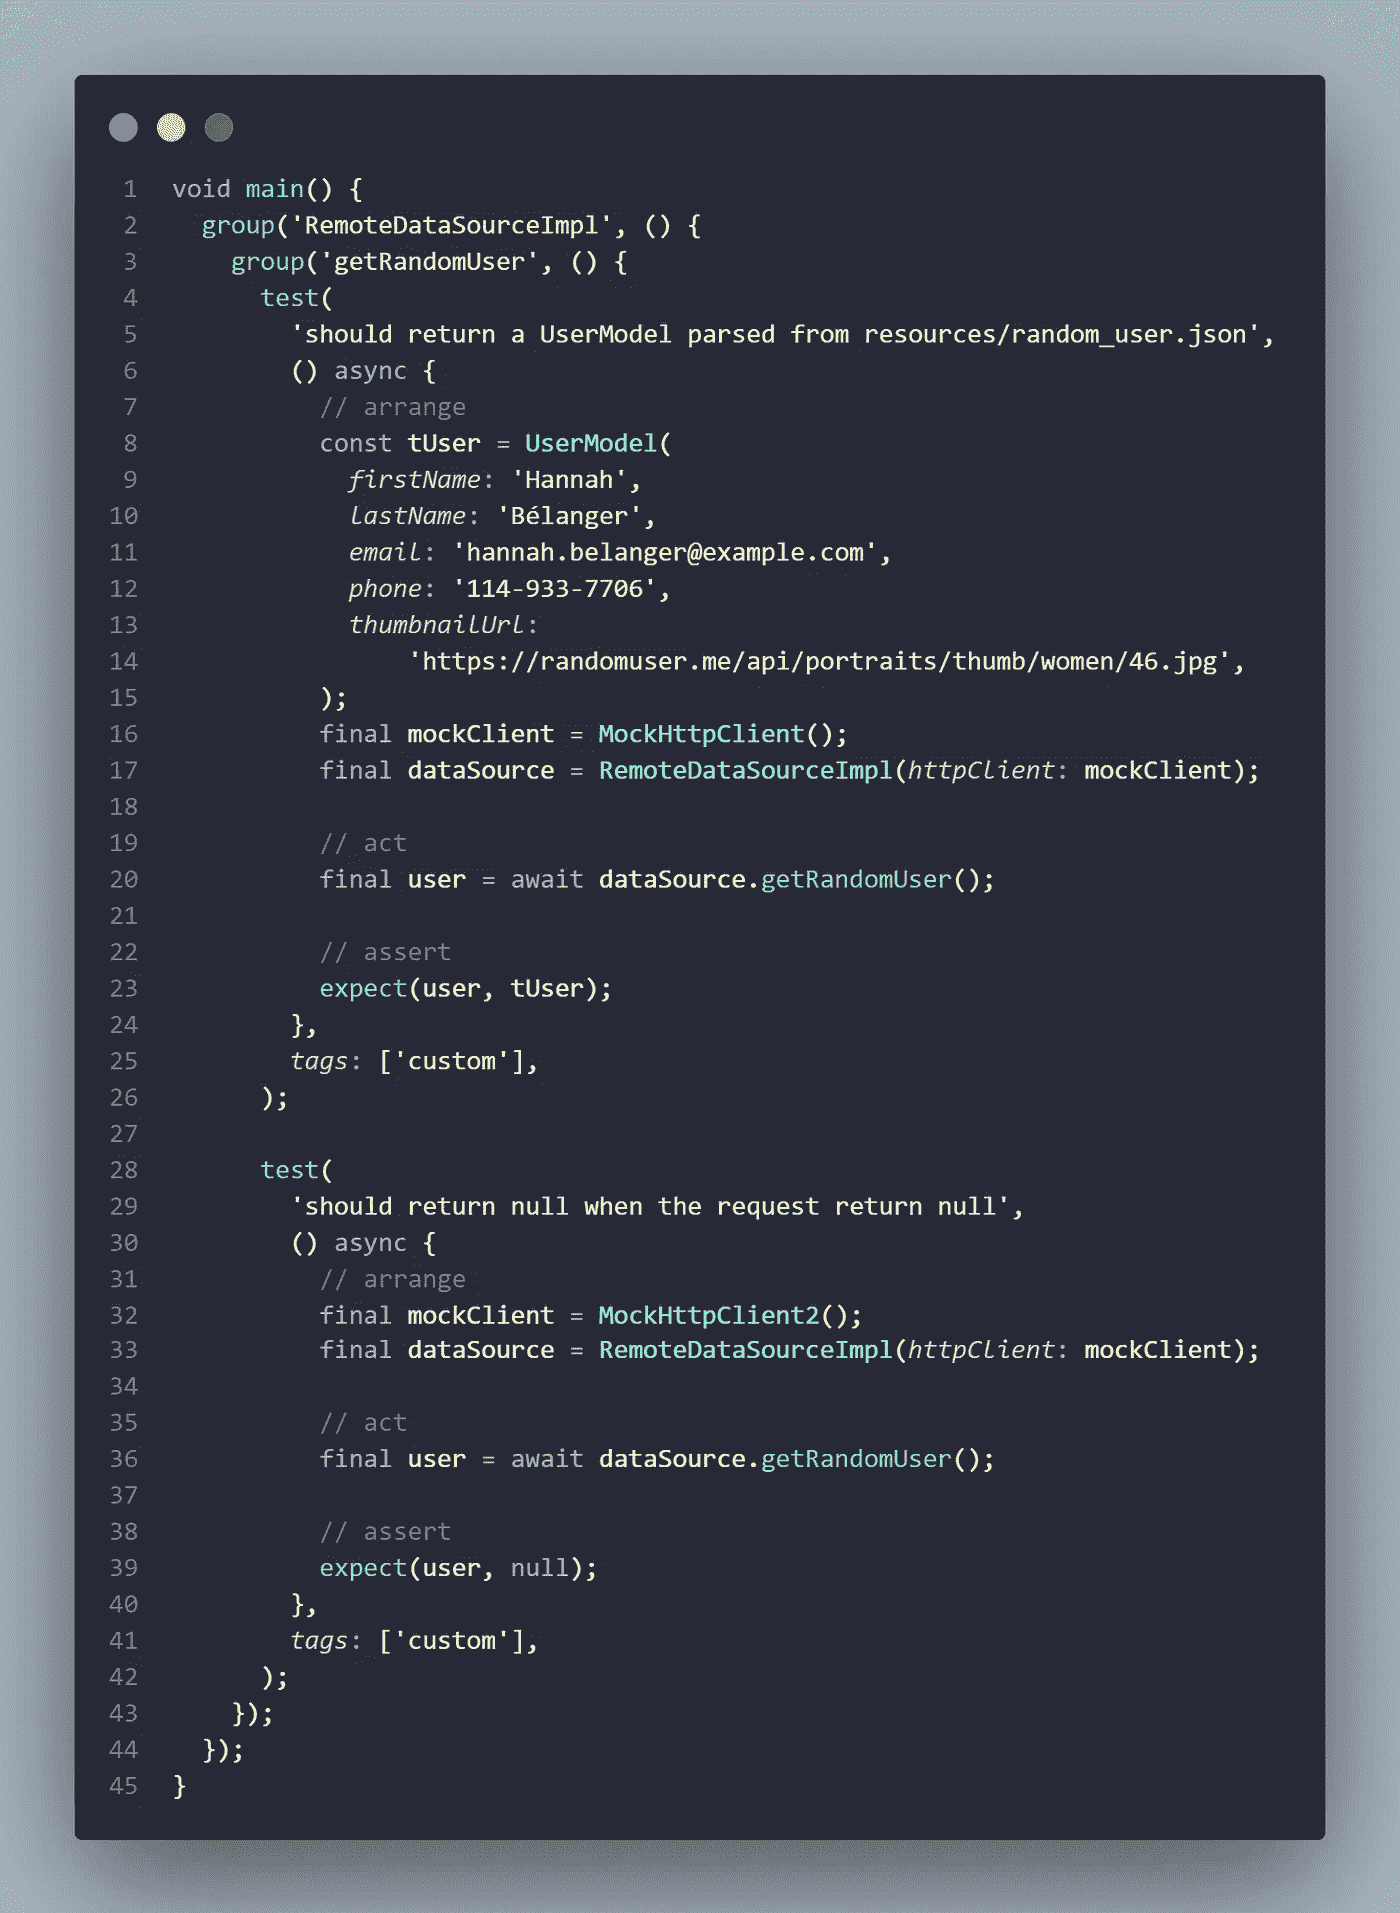 1 void main() {
2   group('RemoteDataSourceImpl', () {
3     group('getRandomUser', () {
4       test(
5         'should return a UserModel parsed from resources/random_user.json',
6         () async {
7           // arrange
8           const tUser = UserModel(
9             firstName: 'Hannah',
10             lastName: 'Bélanger',
11             email: 'hannah.belanger@example.com',
12             phone: '114-933-7706',
13             thumbnailUrl:
14                 'https://randomuser.me/api/portraits/thumb/women/46.jpg',
15           );
16           final mockClient = MockHttpClient();
17           final dataSource = RemoteDataSourceImpl(httpClient: mockClient);
18
19           // act
20           final user = await dataSource.getRandomUser();
21
22           // assert
23           expect(user, tUser);
24         },
25         tags: ['custom'],
26       );
27
28       test(
29         'should return null when the request return null',
30         () async {
31           // arrange
32           final mockClient = MockHttpClient2();
33           final dataSource = RemoteDataSourceImpl(httpClient: mockClient);
34
35           // act
36           final user = await dataSource.getRandomUser();
37
38           // assert
39           expect(user, null);
40         },
41         tags: ['custom'],
42       );
43     });
44   });
45 }